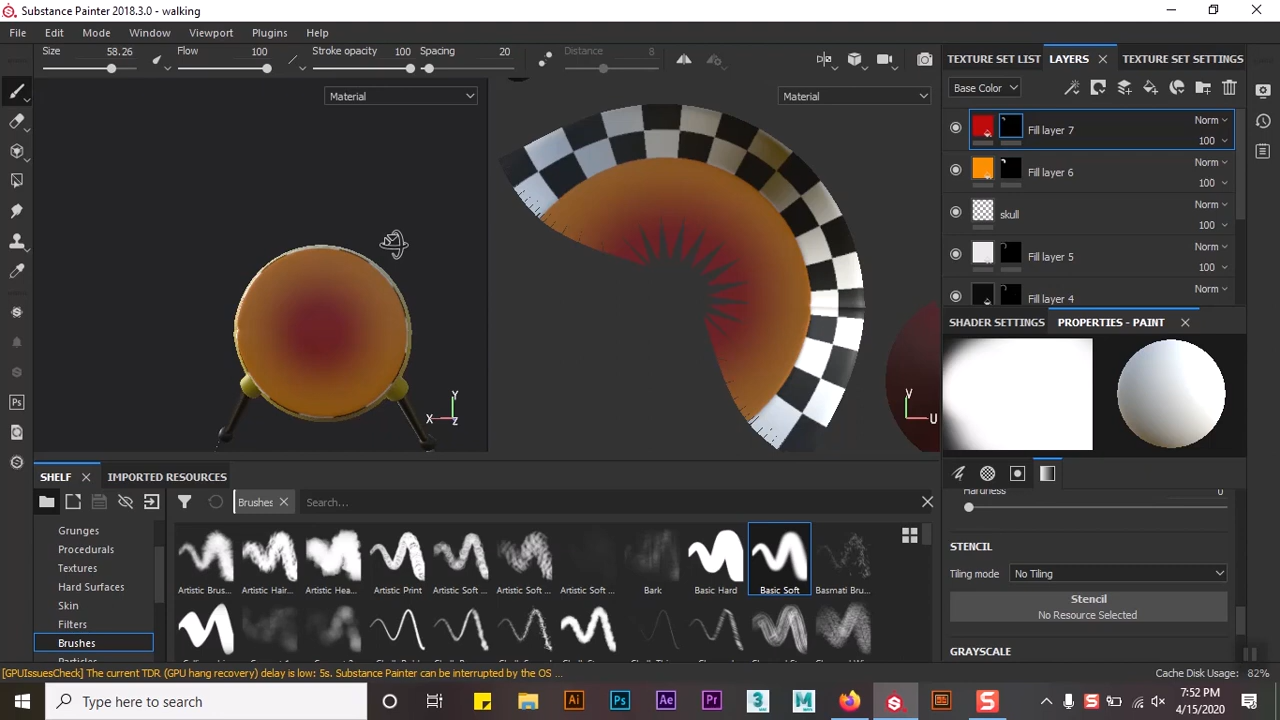 Substance Painter 2018.3.0 - walking
File Edit Mode Window Viewport Plugins Help
Size 58.26 Flow 100 Stroke opacity 100 Spacing 20 Distance 8
TEXTURE SET LIST LAYERS TEXTURE SET SETTINGS
Material
Material
Base Color
Fill layer 7 Norm 100
Fill layer 6 Norm 100
skull Norm 100
Fill layer 5 Norm 100
Fill layer 4 Norm
SHADER SETTINGS PROPERTIES - PAINT
Y
X
Z
V
U
SHELF IMPORTED RESOURCES
Brushes Search...
Grunges
Procedurals
Textures
Hard Surfaces
Skin
Filters
Brushes
Particles
Artistic Brus... Artistic Hair... Artistic Hea... Artistic Print Artistic Soft ... Artistic Soft ... Artistic Soft ... Bark Basic Hard Basic Soft Basmati Bru...
Hardness 0
STENCIL
Tiling mode No Tiling
Stencil
No Resource Selected
GRAYSCALE
[GPUIssuesCheck] The current TDR (GPU hang recovery) delay is low: 5s. Substance Painter can be interrupted by the OS ...
Cache Disk Usage: 82%
Type here to search
Ai Ps Ae Pr 3 M
7:52 PM
4/15/2020